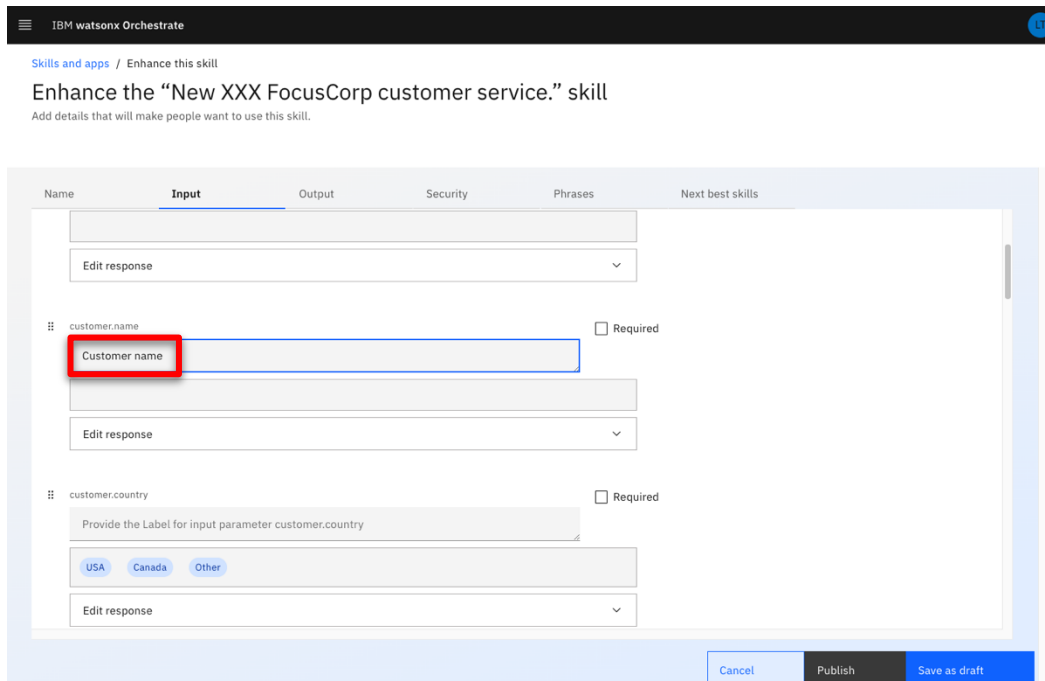 IBM watsonx Orchestrate
LT
Skills and apps / Enhance this skill
Enhance the “New XXX FocusCorp customer service.” skill
Add details that will make people want to use this skill.
Name Input Output Security Phrases Next best skills
Edit response
customer.name Required
Customer name
Edit response
customer.country Required
Provide the Label for input parameter customer.country
USA Canada Other
Edit response
Cancel Publish Save as draft